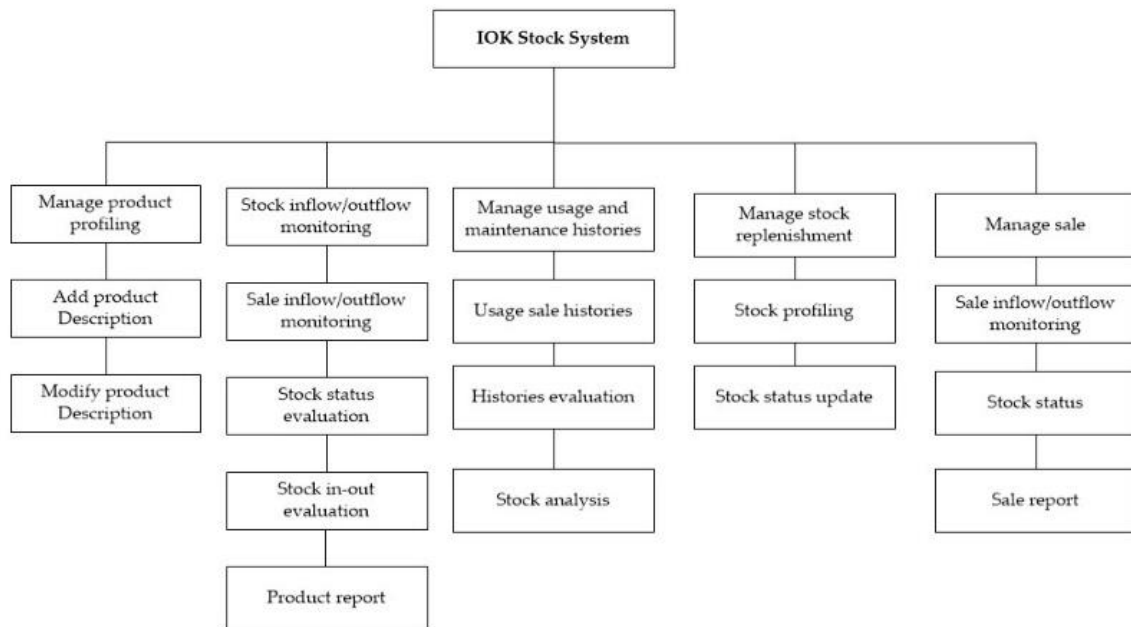 IOK Stock System
Manage product
profiling
Add product
Description
Modify product
Description
Stock inflow/outflow
monitoring
Sale inflow/outflow
monitoring
Stock status
evaluation
Stock in-out
evaluation
Product report
Manage usage and
maintenance histories
Usage sale histories
Histories evaluation
Stock analysis
Manage stock
replenishment
Stock profiling
Stock status update
Manage sale
Sale inflow/outflow
monitoring
Stock status
Sale report